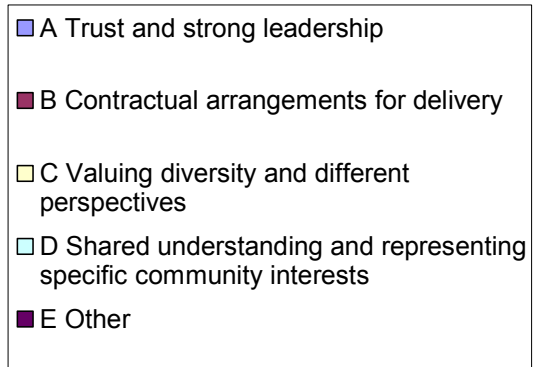 A Trust and strong leadership
B Contractual arrangements for delivery
C Valuing diversity and different
perspectives
D Shared understanding and representing
specific community interests
E Other